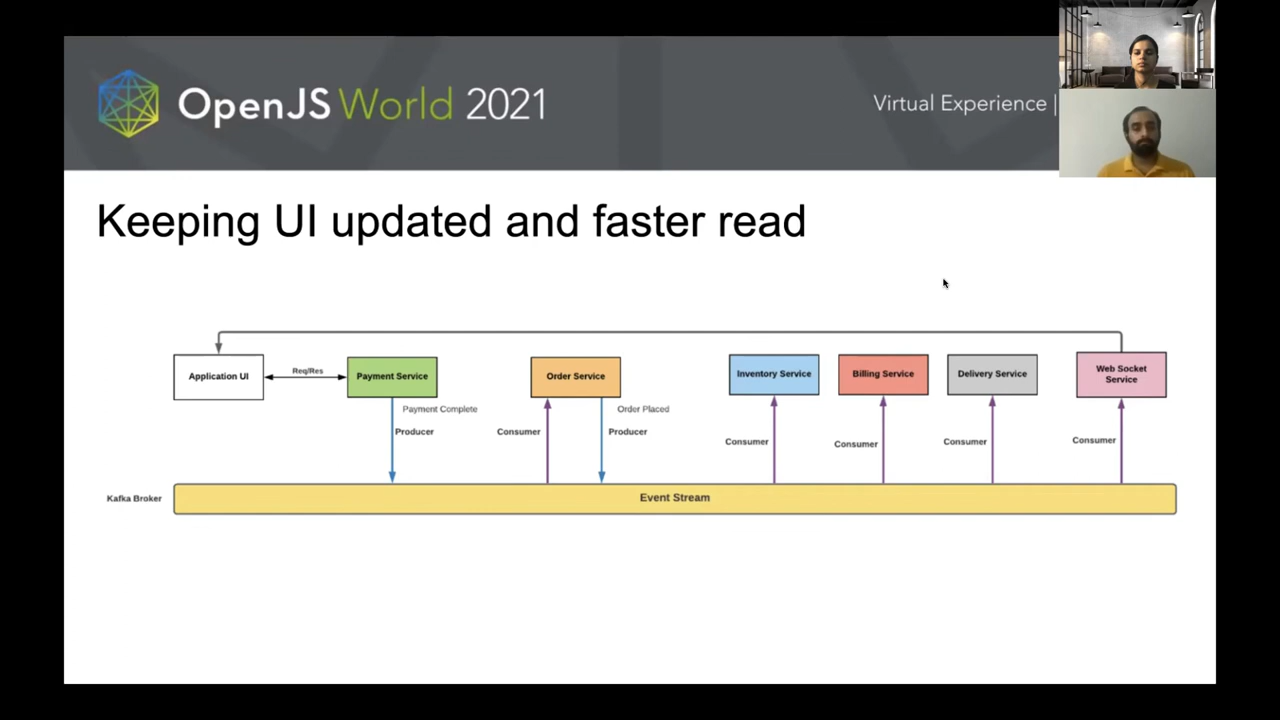 OpenJS World 2021
Virtual Experience |
Keeping UI updated and faster read
Application UI
Req/Res
Payment Service
Order Service
Inventory Service
Billing Service
Delivery Service
Web Socket
Service
Payment Complete
Producer
Consumer
Order Placed
Producer
Consumer
Consumer
Consumer
Consumer
Kafka Broker
Event Stream